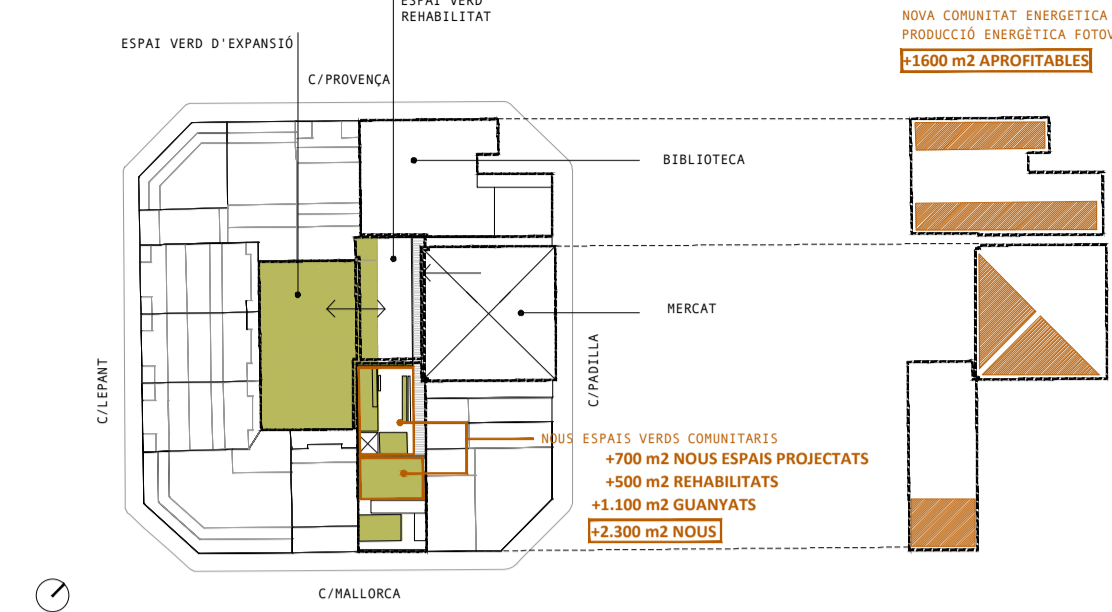 ESPAI VERD
REHABILITAT
ESPAI VERD D'EXPANSIÓ
C/PROVENÇA
NOVA COMUNITAT ENERGETICA
PRODUCCIÓ ENERGÈTICA
+1600 m2 APROFITABLES
BIBLIOTECA
MERCAT
C/LEPANT
C/PADILLA
NOUS ESPAIS VERDS COMUNITARIS
+700 m2 NOUS ESPAIS PROJECTATS
+500 m2 REHABILITATS
+1.100 m2 GUANYATS
+2.300 m2 NOUS
C/MALLORCA